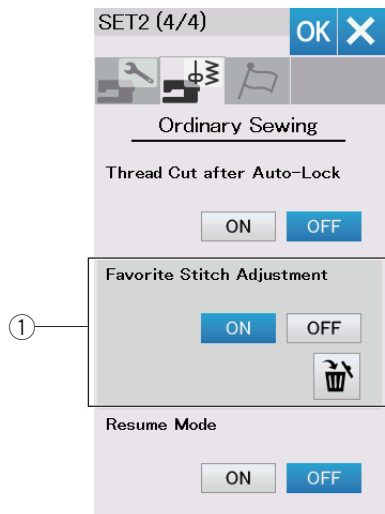 SET2 (4/4)
OK
Ordinary Sewing
Thread Cut after Auto-Lock
ON OFF
Favorite Stitch Adjustment
① ON OFF
Resume Mode
ON OFF